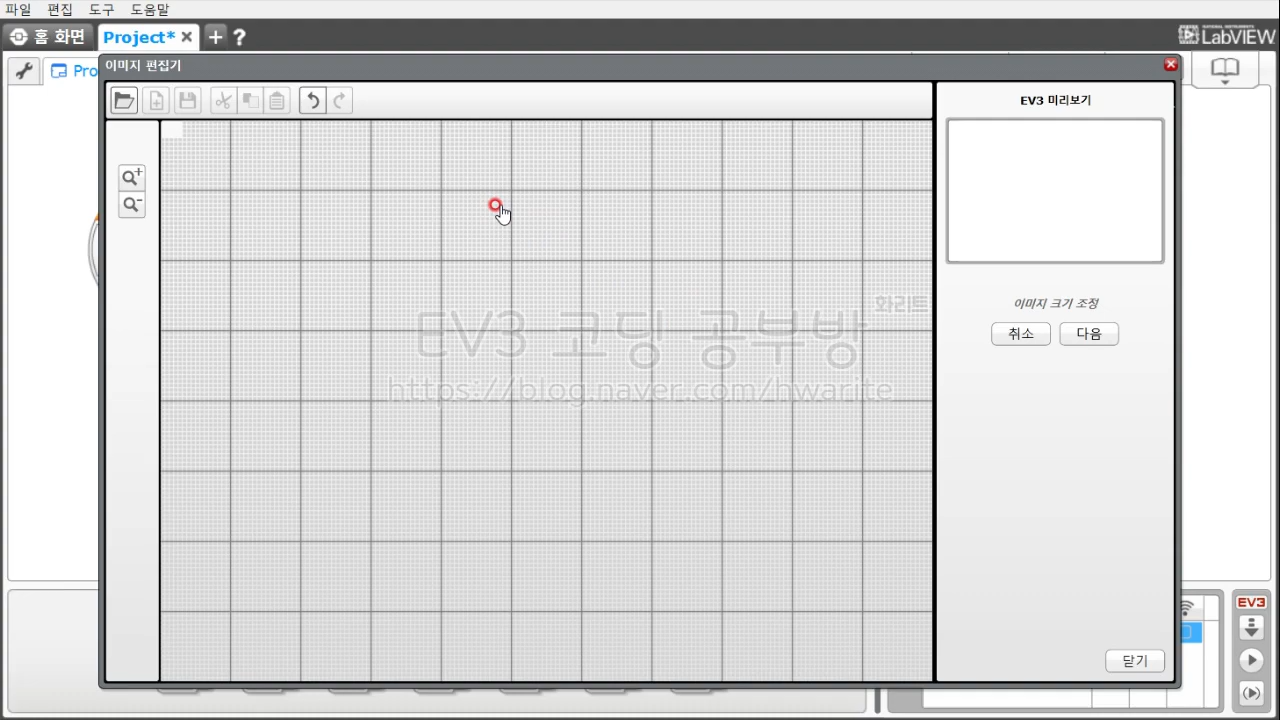 파일 편집 도구 도움말
홈 화면 Project* × + ?
NATIONAL INSTRUMENTS
LabVIEW
Pro
이미지 편집기
EV3 미리보기
화리트
EV3 코딩 공부방
https://blog.naver.com/hwarite
이미지 크기 조정
취소 다음
EV3
닫기